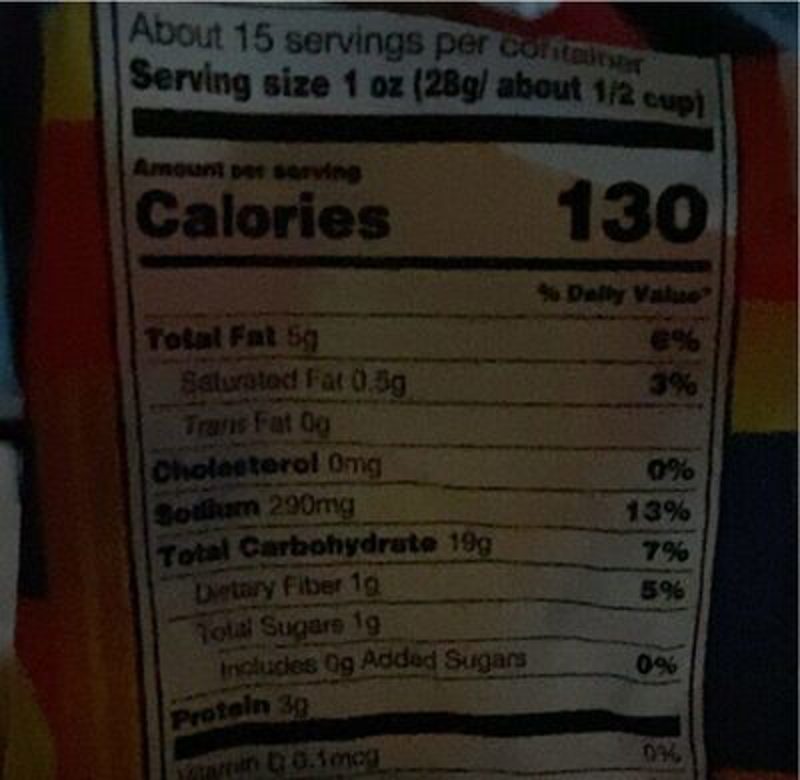 About 15 servings per container
Serving size 1 oz (28g/ about 1/2 cup)
Amount per serving
Calories 130
% Daily Value*
Total Fat 5g 6%
Saturated Fat 0.5g 3%
Trans Fat 0g
Cholesterol 0mg 0%
Sodium 290mg 13%
Total Carbohydrate 19g 7%
Dietary Fiber 1g 5%
Total Sugars 1g
Includes 0g Added Sugars 0%
Protein 3g
Vitamin D 0.1mcg 0%